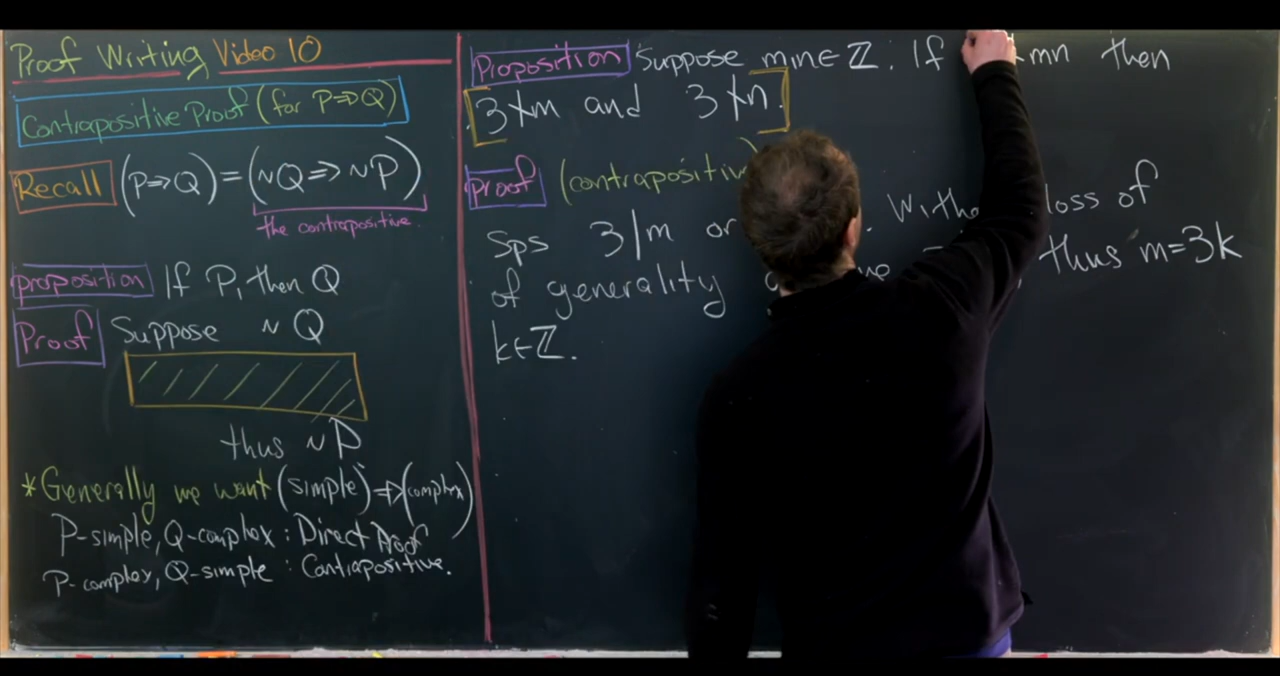 Proof Writing Video 10
Contrapositive Proof (for P⇒Q)
Recall (P⇒Q) = (~Q ⇒ ~P)
the contrapositive.
proposition If P, then Q
Proof Suppose ~Q
thus ~P
*Generally we want (simple) ⇒ (complex)
P-simple, Q-complex : Direct Proof
P-complex, Q-simple : Contrapositive.
Proposition Suppose m,n∈ℤ. If mn then
3∤m and 3∤n.
Proof (contrapositive)
Sps 3|m or . loss of
of generality thus m=3k
k∈ℤ.